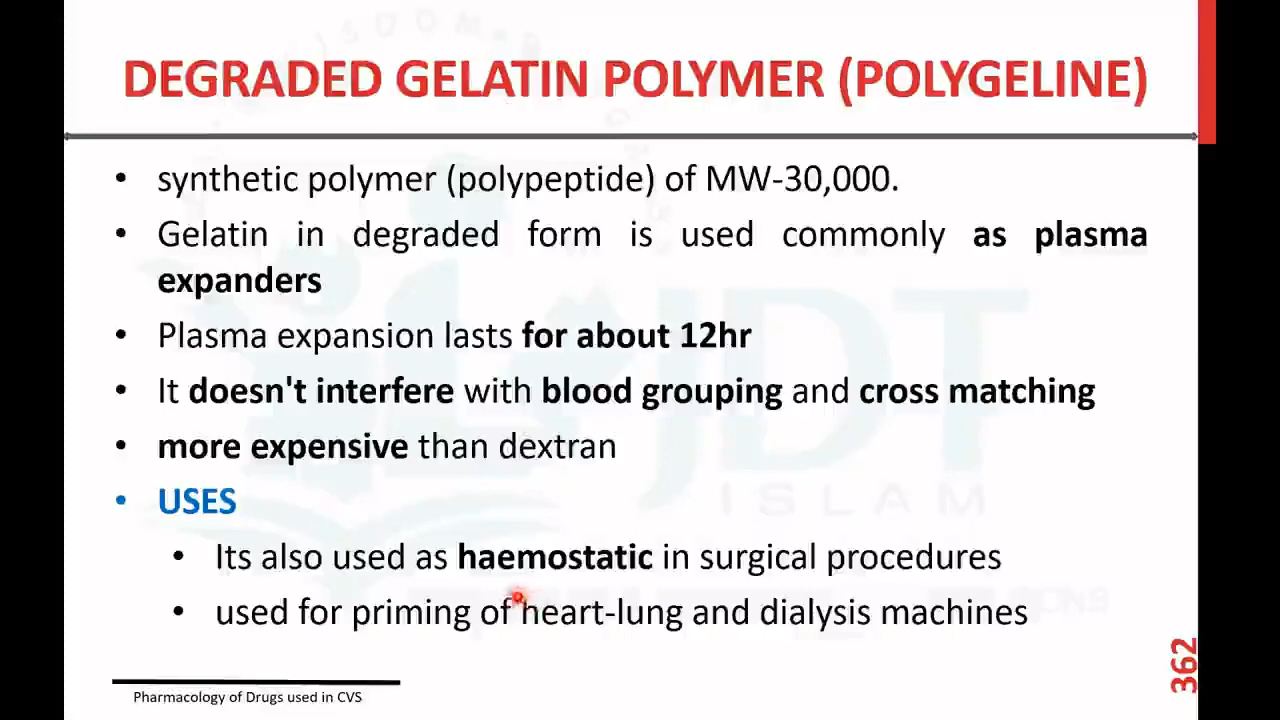 DEGRADED GELATIN POLYMER (POLYGELINE)
• synthetic polymer (polypeptide) of MW-30,000.
• Gelatin in degraded form is used commonly as plasma
expanders
• Plasma expansion lasts for about 12hr
• It doesn't interfere with blood grouping and cross matching
• more expensive than dextran
• USES
• Its also used as haemostatic in surgical procedures
• used for priming of heart-lung and dialysis machines
JDT
ISLAM
Pharmacology of Drugs used in CVS
362